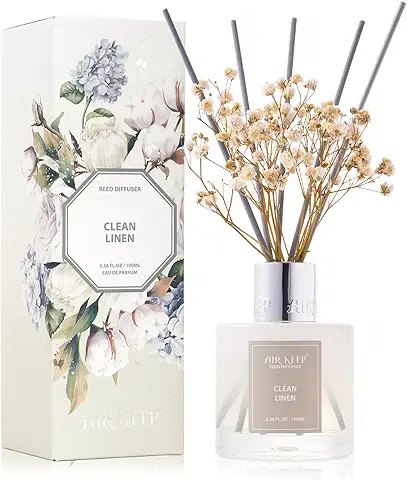 REED DIFFUSER
CLEAN
LINEN
3.38 FL.OZ / 100ML
EAU DE PARFUM
AIR KEEP
AIR KEEP
REED DIFFUSER
CLEAN
LINEN
3.38 FL.OZ / 100ML